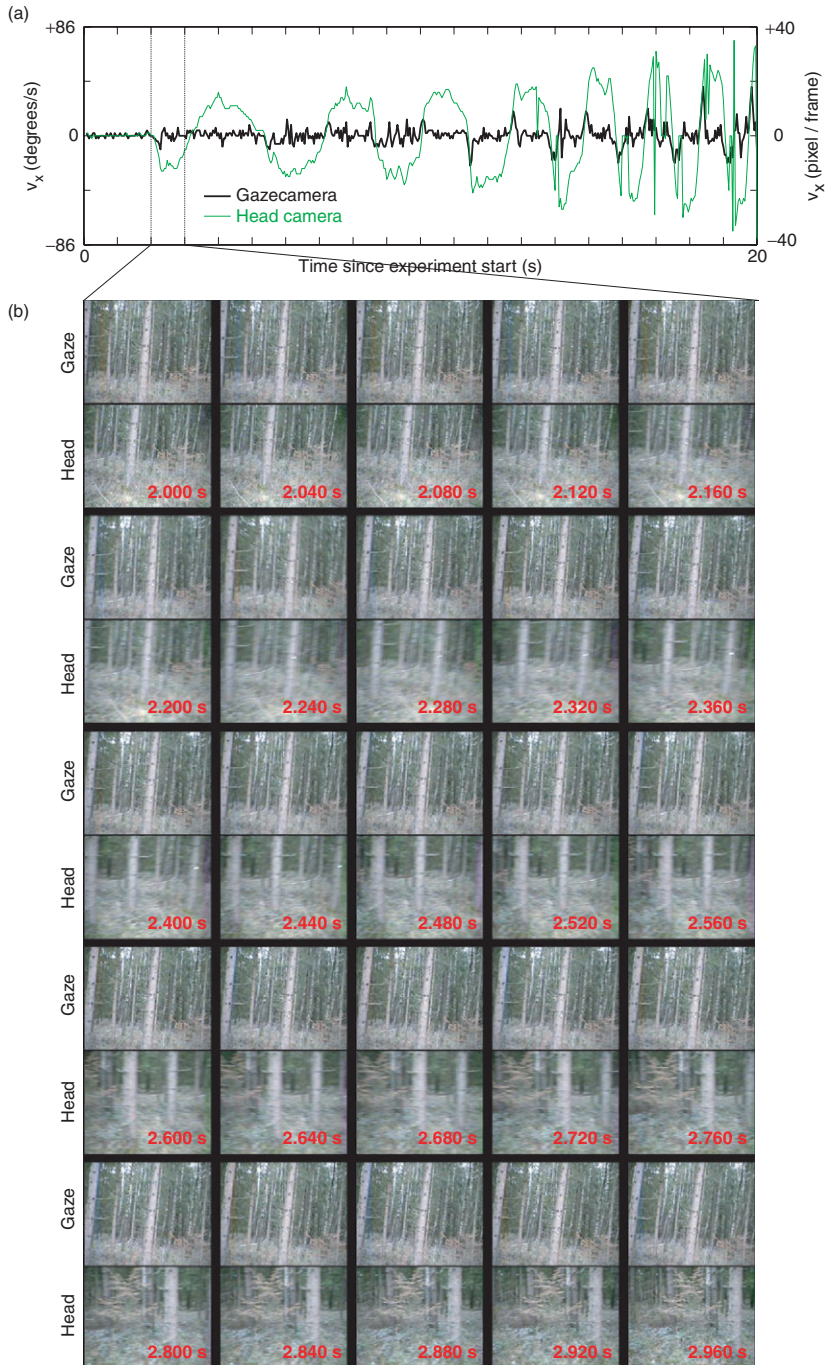 (a)
+86
+40
v_x (degrees/s)
0
0
v_x (pixel / frame)
Gazecamera
Head camera
−86
−40
0
Time since experiment start (s)
20
(b)
Gaze
Head
2.000 s 2.040 s 2.080 s 2.120 s 2.160 s
Gaze
Head
2.200 s 2.240 s 2.280 s 2.320 s 2.360 s
Gaze
Head
2.400 s 2.440 s 2.480 s 2.520 s 2.560 s
Gaze
Head
2.600 s 2.640 s 2.680 s 2.720 s 2.760 s
Gaze
Head
2.800 s 2.840 s 2.880 s 2.920 s 2.960 s